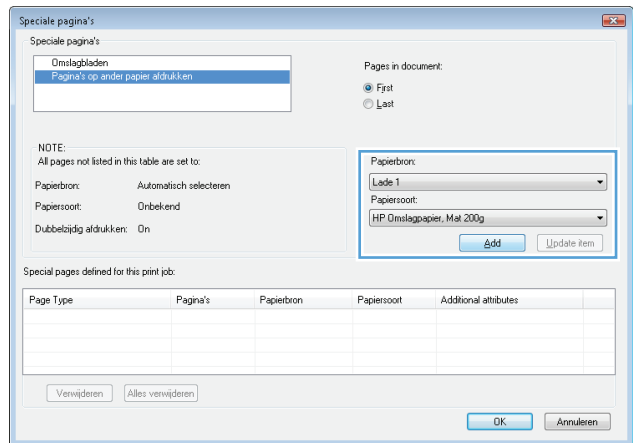 Speciale pagina's
Speciale pagina's
Omslagbladen
Pagina's op ander papier afdrukken
Pages in document:
First
Last
NOTE:
All pages not listed in this table are set to:
Papierbron: Automatisch selecteren
Papiersoort: Onbekend
Dubbelzijdig afdrukken: On
Papierbron:
Lade 1
Papiersoort:
HP Omslagpapier, Mat 200g
Add Update item
Special pages defined for this print job:
Page Type Pagina's Papierbron Papiersoort Additional attributes
Verwijderen Alles verwijderen
OK Annuleren